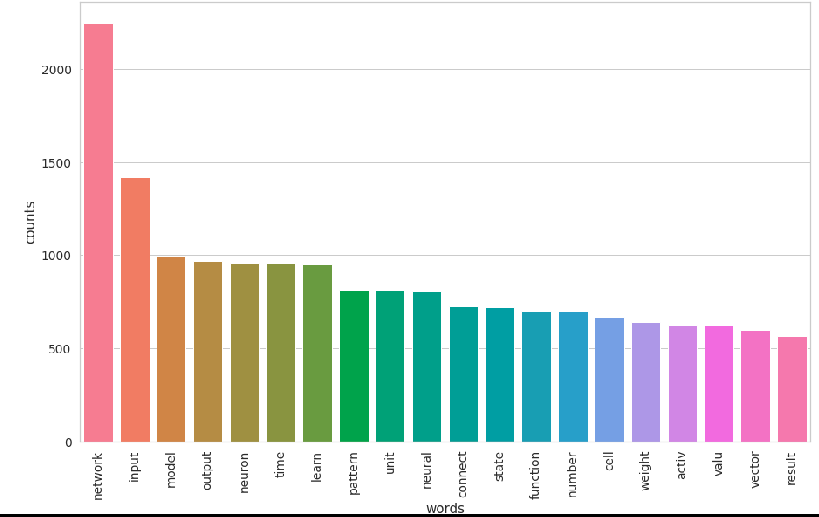 2000
1500
1000
500
0
counts
network
input
model
output
neuron
time
learn
pattern
unit
neural
connect
state
function
number
cell
weight
activ
valu
vector
result
words